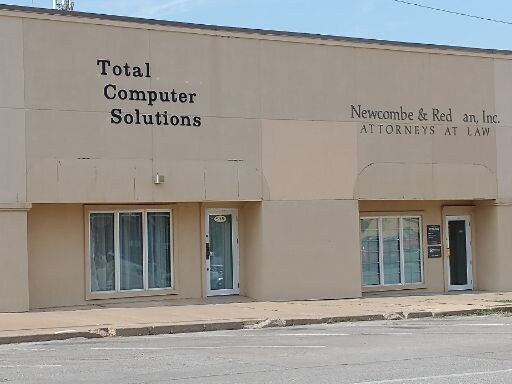 Total
Computer
Solutions
Newcombe & Red an, Inc.
ATTORNEYS AT LAW